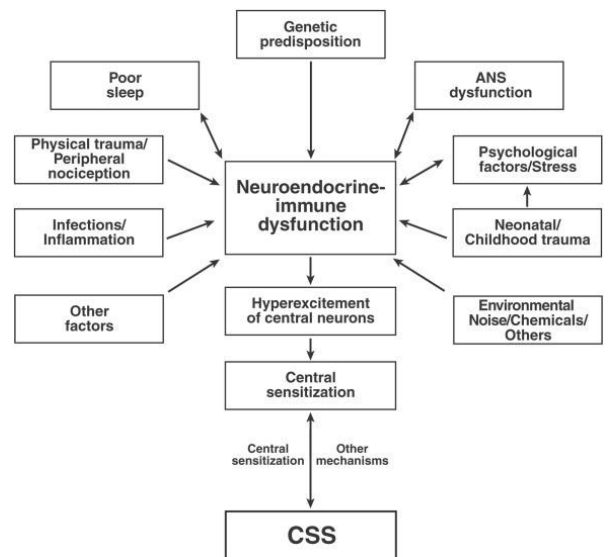 Genetic
predisposition
Poor
sleep
ANS
dysfunction
Physical trauma/
Peripheral
nociception
Neuroendocrine-
immune
dysfunction
Psychological
factors/Stress
Infections/
Inflammation
Neonatal/
Childhood trauma
Other
factors
Hyperexcitement
of central neurons
Environmental
Noise/Chemicals/
Others
Central
sensitization
Central
sensitization
Other
mechanisms
CSS